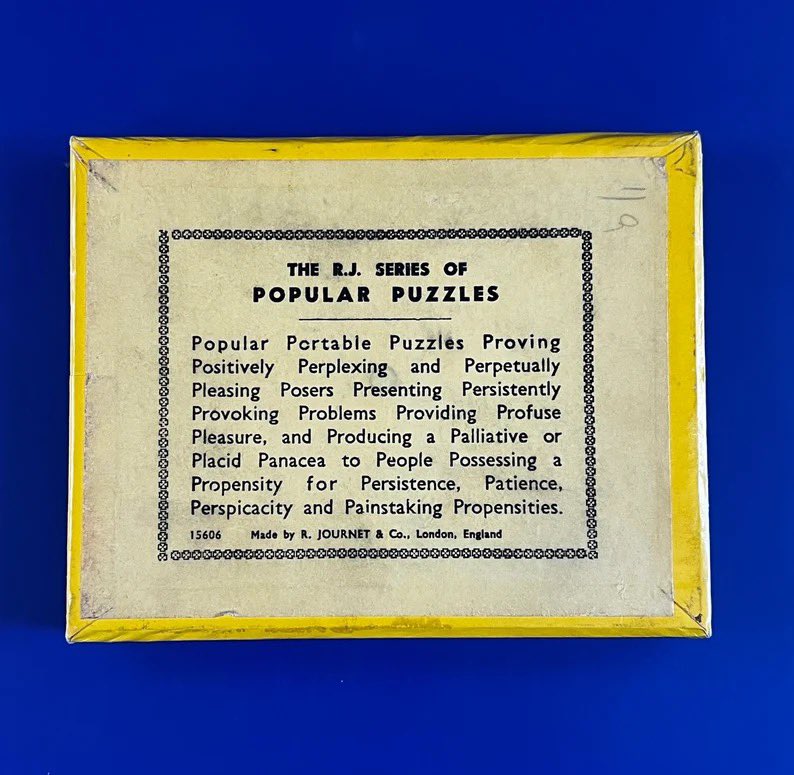 THE R.J. SERIES OF
POPULAR PUZZLES
Popular Portable Puzzles Proving
Positively Perplexing and Perpetually
Pleasing Posers Presenting Persistently
Provoking Problems Providing Profuse
Pleasure, and Producing a Palliative or
Placid Panacea to People Possessing a
Propensity for Persistence, Patience,
Perspicacity and Painstaking Propensities.
15606 Made by R. JOURNET & Co., London, England